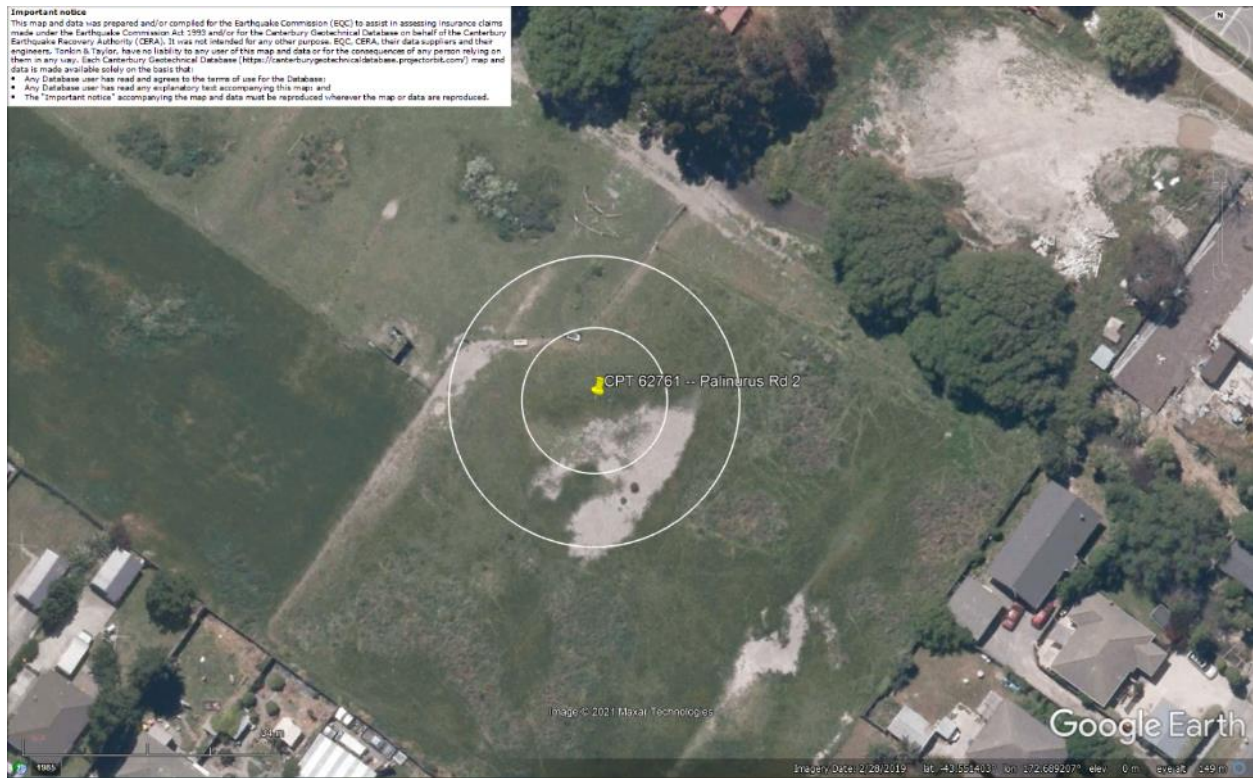 Important notice
This map and data was prepared and/or compiled for the Earthquake Commission (EQC) to assist in assessing insurance claims
made under the Earthquake Commission Act 1993 and/or for the Canterbury Geotechnical Database on behalf of the Canterbury
Earthquake Recovery Authority (CERA). It was not intended for any other purpose. EQC, CERA, their data suppliers and their
engineers, Tonkin & Taylor, have no liability to any user of this map and data or for the consequences of any person relying on
them in any way. Each Canterbury Geotechnical Database (https://canterburygeotechnicaldatabase.projectorbit.com/) map and
data is made available solely on the basis that:
• Any Database user has read and agrees to the terms of use for the Database;
• Any Database user has read any explanatory text accompanying this map; and
• The "Important notice" accompanying the map and data must be reproduced wherever the map or data are reproduced.
N
CPT 62761 -- Palinurus Rd 2
Image © 2021 Maxar Technologies
Google Earth
1985
Imagery Date: 2/28/2019 lat -43.551403° lon 172.689207° elev 0 m eye alt 149 m